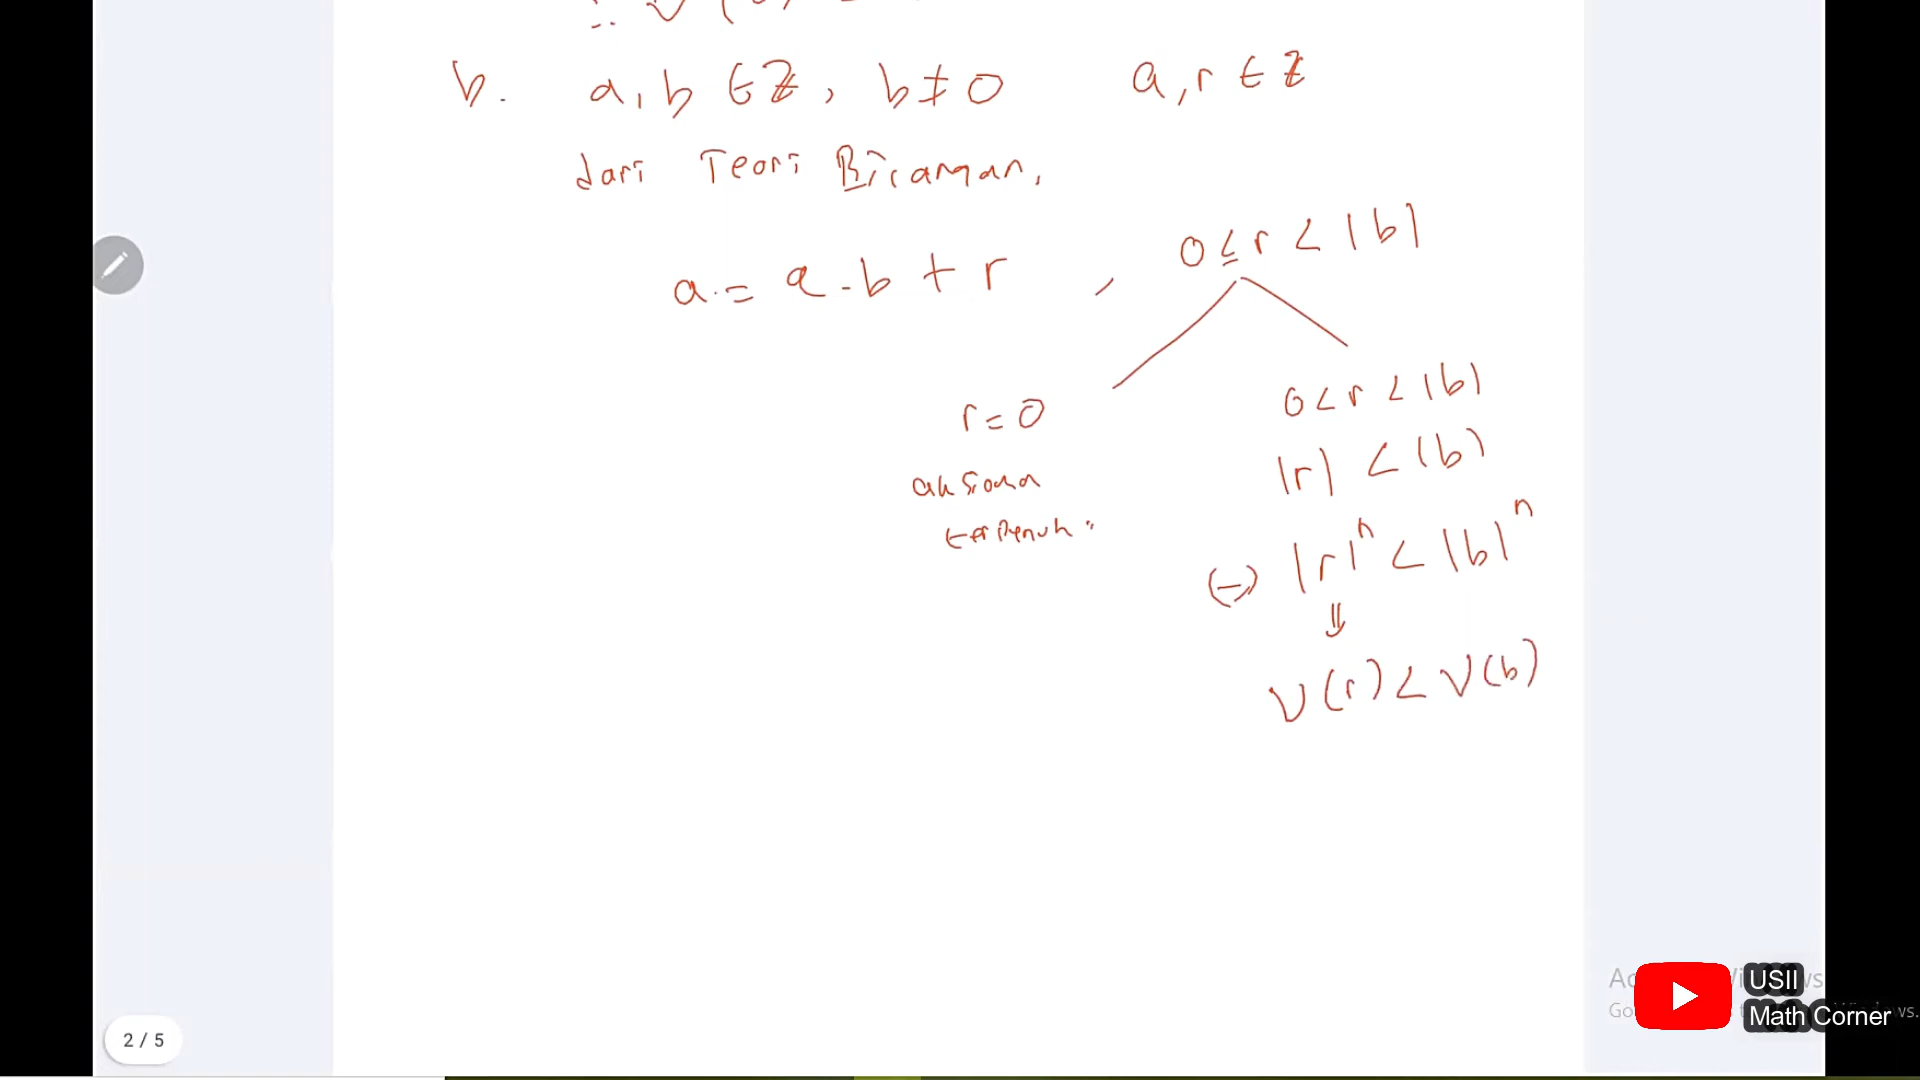 b. a, b ∈ ℤ, b ≠ 0 q, r ∈ ℤ
dari Teori Bilangan,
a = q . b + r , 0 ≤ r < |b|
r = 0
0 < r < |b|
aksioma
|r| < |b|
terpenuhi
(=) |r|ⁿ < |b|ⁿ
⇓
ν(r) < ν(b)
USII
Math Corner
2 / 5